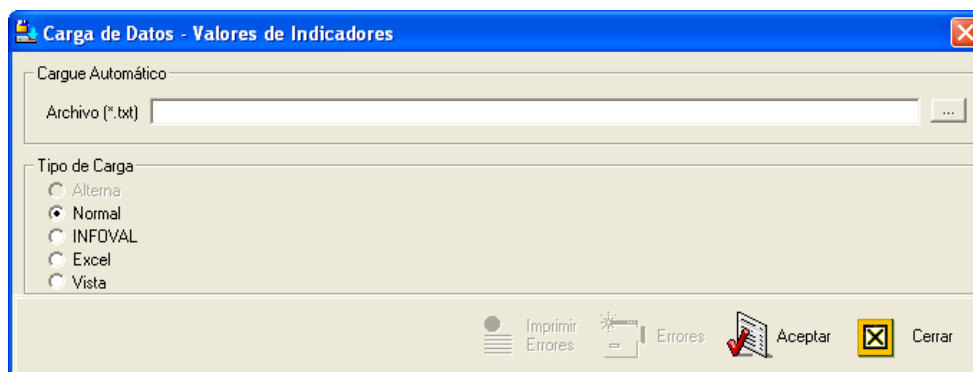 Carga de Datos - Valores de Indicadores
Cargue Automático
Archivo (*.txt)
...
Tipo de Carga
Alterna
Normal
INFOVAL
Excel
Vista
Imprimir
Errores
Errores
Aceptar
Cerrar